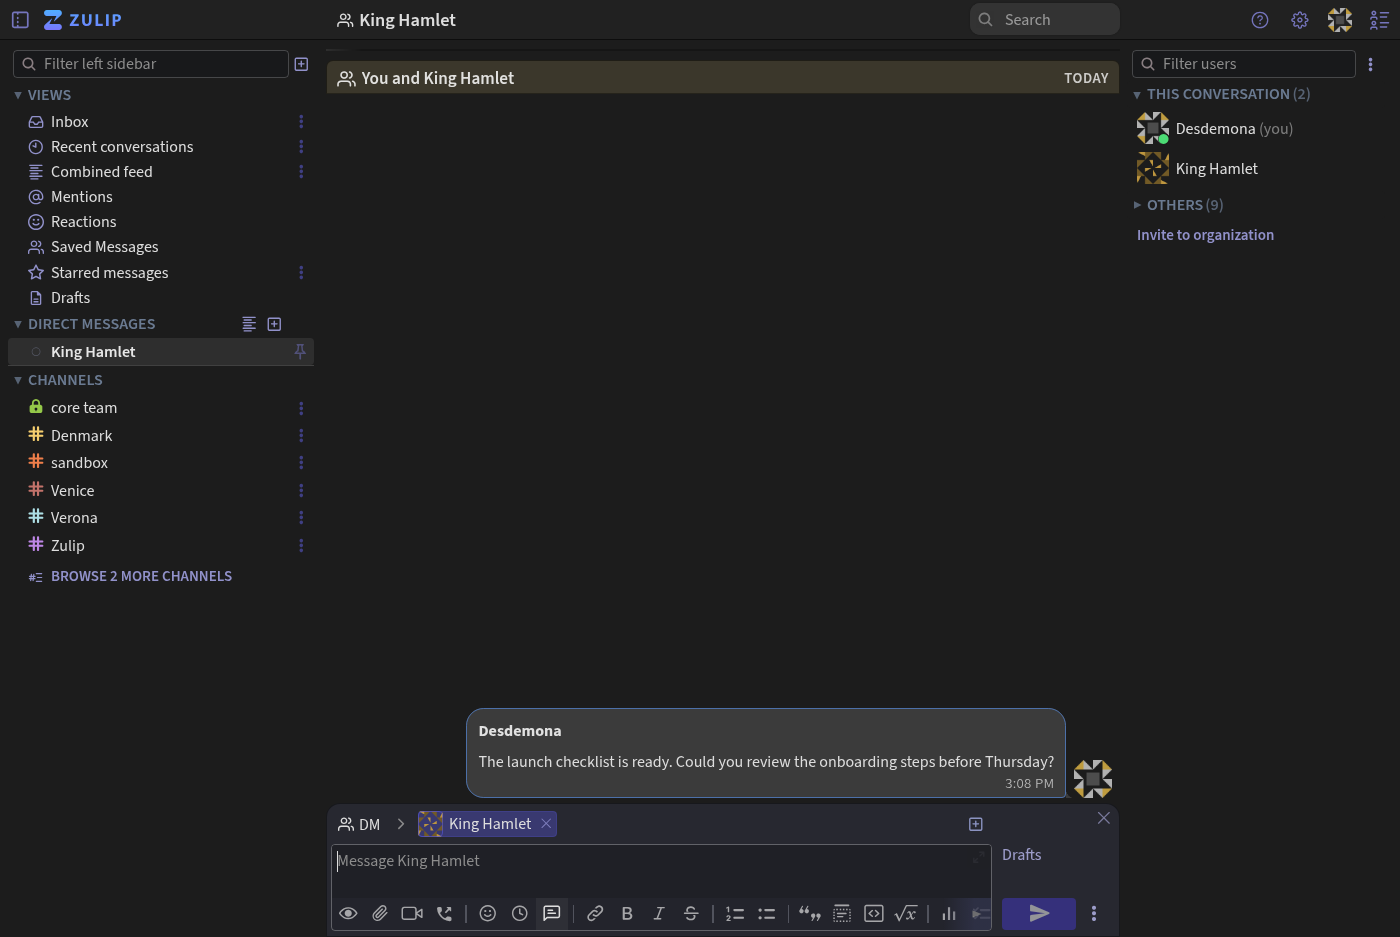 ZULIP
King Hamlet
Search
Filter left sidebar
VIEWS
Inbox
Recent conversations
Combined feed
Mentions
Reactions
Saved Messages
Starred messages
Drafts
DIRECT MESSAGES
King Hamlet
CHANNELS
core team
Denmark
sandbox
Venice
Verona
Zulip
BROWSE 2 MORE CHANNELS
You and King Hamlet TODAY
Desdemona
The launch checklist is ready. Could you review the onboarding steps before Thursday?
3:08 PM
DM King Hamlet
Message King Hamlet
Drafts
Filter users
THIS CONVERSATION (2)
Desdemona (you)
King Hamlet
OTHERS (9)
Invite to organization